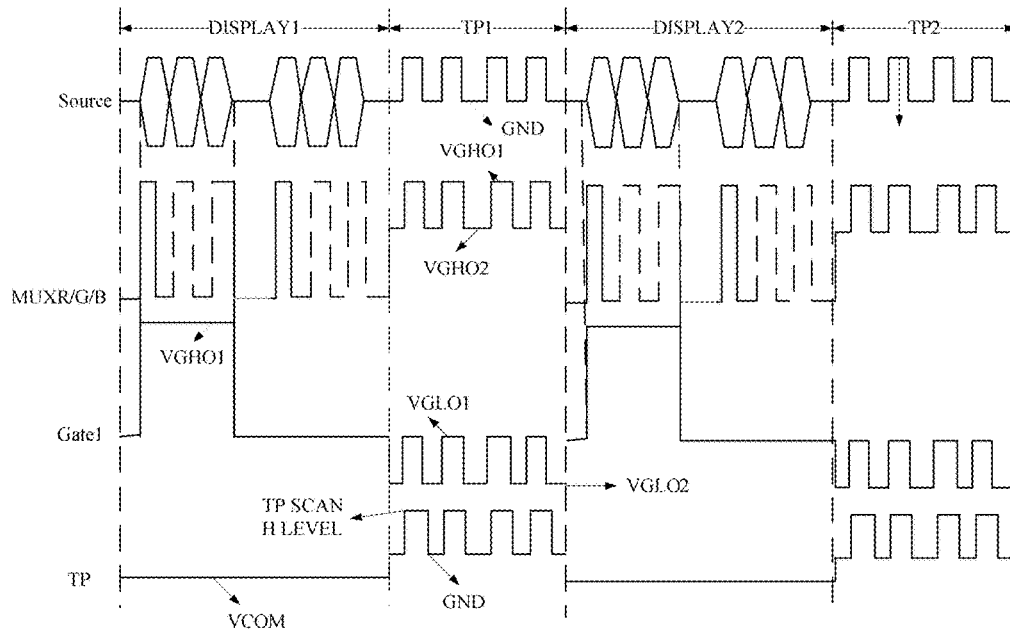 DISPLAY1
TP1
DISPLAY2
TP2
Source
GND
VGHO1
VGHO2
MUXR/G/B
VGHO1
VGLO1
Gate1
VGLO2
TP SCAN
H LEVEL
TP
GND
VCOM